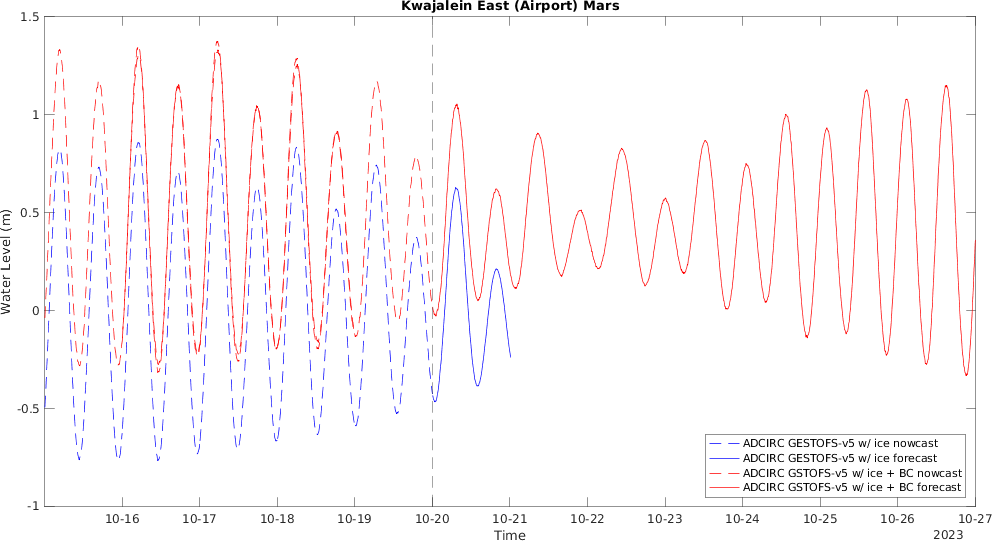 Kwajalein East (Airport) Mars
1.5
1
0.5
0
-0.5
-1
Water Level (m)
10-16
10-17
10-18
10-19
10-20
10-21
10-22
10-23
10-24
10-25
10-26
10-27
Time
2023
ADCIRC GESTOFS-v5 w/ ice nowcast
ADCIRC GESTOFS-v5 w/ ice forecast
ADCIRC GSTOFS-v5 w/ ice + BC nowcast
ADCIRC GSTOFS-v5 w/ ice + BC forecast